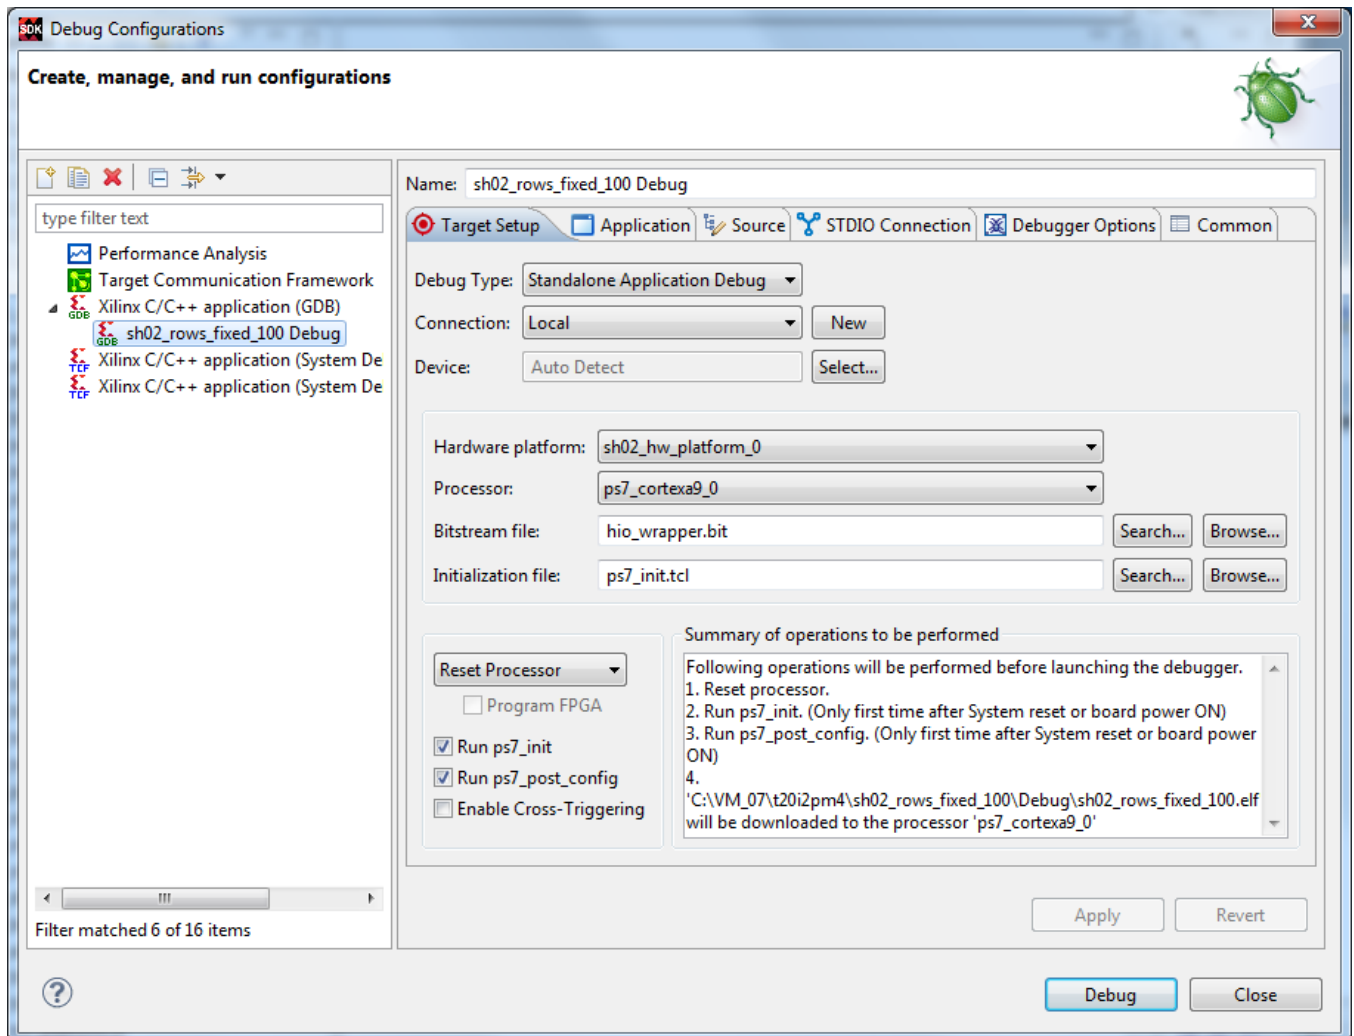 SDK Debug Configurations
Create, manage, and run configurations
type filter text
Performance Analysis
Target Communication Framework
GDB Xilinx C/C++ application (GDB)
GDB sh02_rows_fixed_100 Debug
TCF Xilinx C/C++ application (System De
TCF Xilinx C/C++ application (System De
Filter matched 6 of 16 items
Name: sh02_rows_fixed_100 Debug
Target Setup Application Source STDIO Connection Debugger Options Common
Debug Type: Standalone Application Debug
Connection: Local New
Device: Auto Detect Select...
Hardware platform: sh02_hw_platform_0
Processor: ps7_cortexa9_0
Bitstream file: hio_wrapper.bit Search... Browse...
Initialization file: ps7_init.tcl Search... Browse...
Reset Processor
Program FPGA
Run ps7_init
Run ps7_post_config
Enable Cross-Triggering
Summary of operations to be performed
Following operations will be performed before launching the debugger.
1. Reset processor.
2. Run ps7_init. (Only first time after System reset or board power ON)
3. Run ps7_post_config. (Only first time after System reset or board power
ON)
4.
'C:\VM_07\t20i2pm4\sh02_rows_fixed_100\Debug\sh02_rows_fixed_100.elf
will be downloaded to the processor 'ps7_cortexa9_0'
Apply Revert
? Debug Close